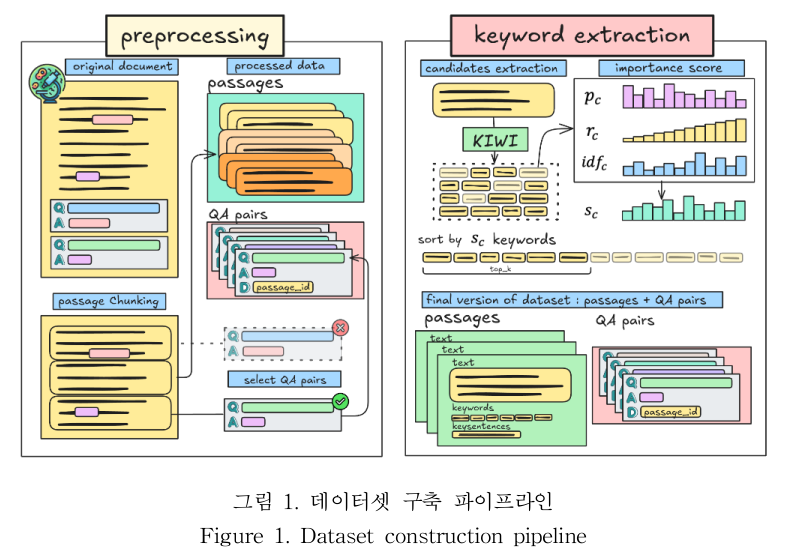 preprocessing
original document
processed data
passages
Q
A
Q
A
QA pairs
Q
A
D passage_id
passage Chunking
Q
A
select QA pairs
Q
A
keyword extraction
candidates extraction
KIWI
importance score
p_c
r_c
idf_c
s_c
sort by s_c keywords
top_k
final version of dataset : passages + QA pairs
passages
text
text
text
keywords
keysentences
QA pairs
Q
A
D passage_id
그림 1. 데이터셋 구축 파이프라인
Figure 1. Dataset construction pipeline